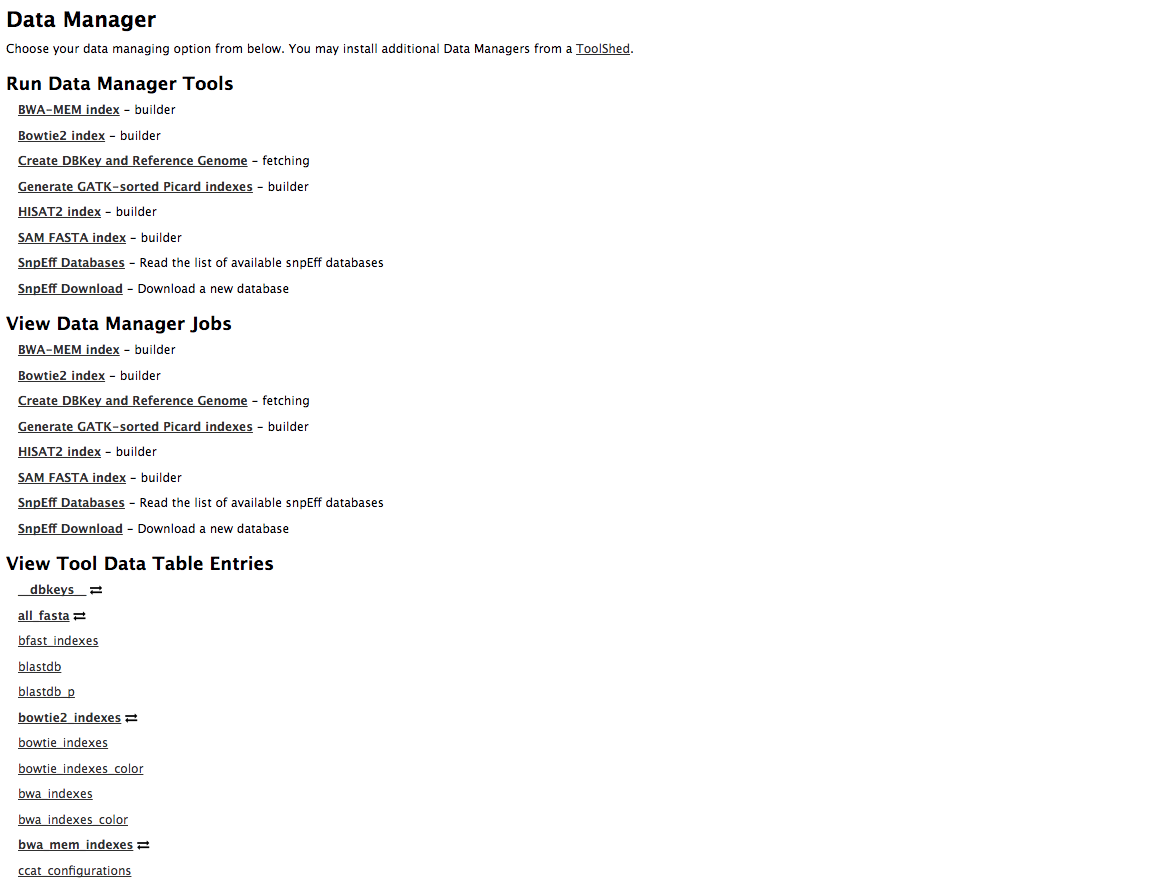 Data Manager
Choose your data managing option from below. You may install additional Data Managers from a ToolShed.
Run Data Manager Tools
BWA-MEM index - builder
Bowtie2 index - builder
Create DBKey and Reference Genome - fetching
Generate GATK-sorted Picard indexes - builder
HISAT2 index - builder
SAM FASTA index - builder
SnpEff Databases - Read the list of available snpEff databases
SnpEff Download - Download a new database
View Data Manager Jobs
BWA-MEM index - builder
Bowtie2 index - builder
Create DBKey and Reference Genome - fetching
Generate GATK-sorted Picard indexes - builder
HISAT2 index - builder
SAM FASTA index - builder
SnpEff Databases - Read the list of available snpEff databases
SnpEff Download - Download a new database
View Tool Data Table Entries
__dbkeys__
all_fasta
bfast_indexes
blastdb
blastdb_p
bowtie2_indexes
bowtie_indexes
bowtie_indexes_color
bwa_indexes
bwa_indexes_color
bwa_mem_indexes
ccat_configurations